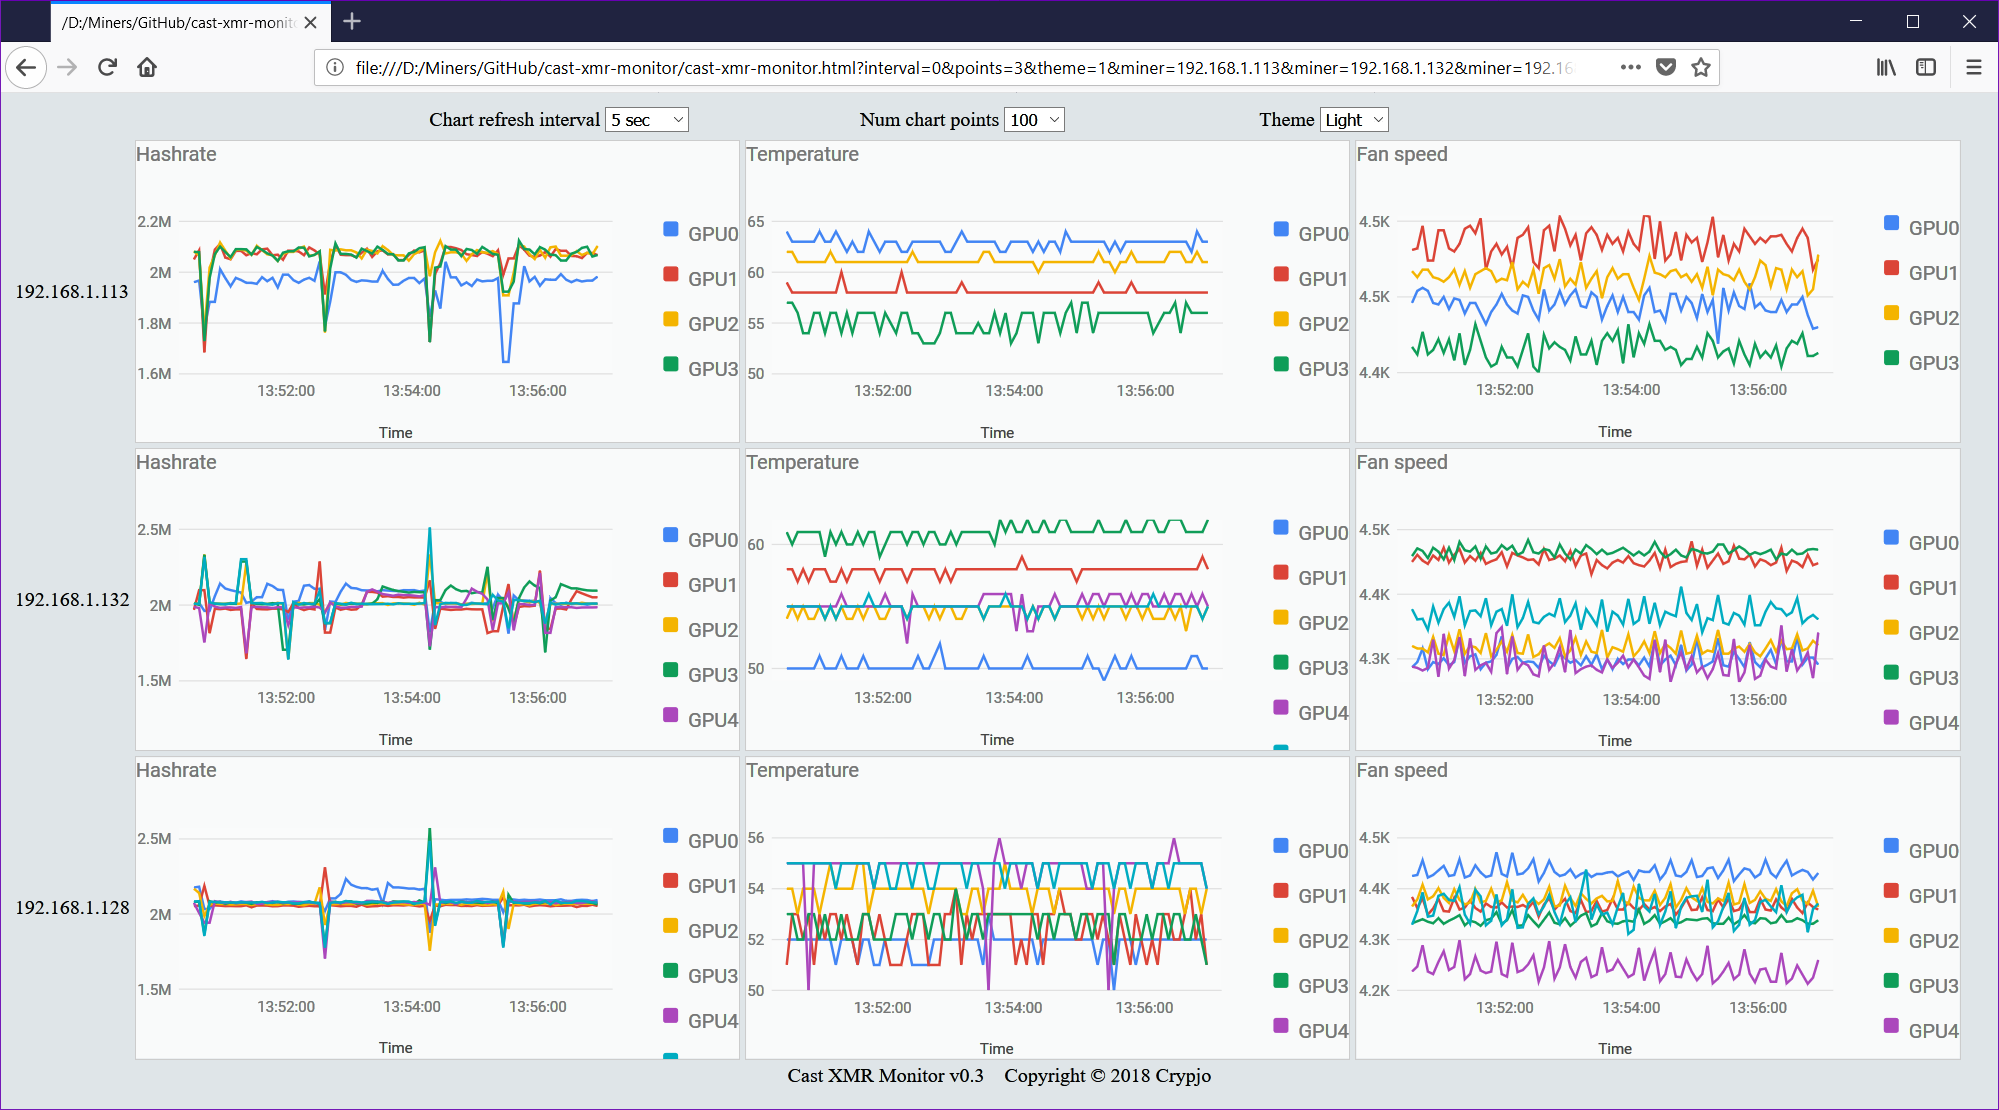 /D:/Miners/GitHub/cast-xmr-monit
file:///D:/Miners/GitHub/cast-xmr-monitor/cast-xmr-monitor.html?interval=0&points=3&theme=1&miner=192.168.1.113&miner=192.168.1.132&miner=192.16
Chart refresh interval 5 sec Num chart points 100 Theme Light
192.168.1.113
Hashrate
2.2M
2M
1.8M
1.6M
13:52:00 13:54:00 13:56:00
Time
GPU0
GPU1
GPU2
GPU3
Temperature
65
60
55
50
13:52:00 13:54:00 13:56:00
Time
GPU0
GPU1
GPU2
GPU3
Fan speed
4.5K
4.5K
4.4K
13:52:00 13:54:00 13:56:00
Time
GPU0
GPU1
GPU2
GPU3
192.168.1.132
Hashrate
2.5M
2M
1.5M
13:52:00 13:54:00 13:56:00
Time
GPU0
GPU1
GPU2
GPU3
GPU4
Temperature
60
50
13:52:00 13:54:00 13:56:00
Time
GPU0
GPU1
GPU2
GPU3
GPU4
Fan speed
4.5K
4.4K
4.3K
13:52:00 13:54:00 13:56:00
Time
GPU0
GPU1
GPU2
GPU3
GPU4
192.168.1.128
Hashrate
2.5M
2M
1.5M
13:52:00 13:54:00 13:56:00
Time
GPU0
GPU1
GPU2
GPU3
GPU4
Temperature
56
54
52
50
13:52:00 13:54:00 13:56:00
Time
GPU0
GPU1
GPU2
GPU3
GPU4
Fan speed
4.5K
4.4K
4.3K
4.2K
13:52:00 13:54:00 13:56:00
Time
GPU0
GPU1
GPU2
GPU3
GPU4
Cast XMR Monitor v0.3 Copyright © 2018 Crypjo